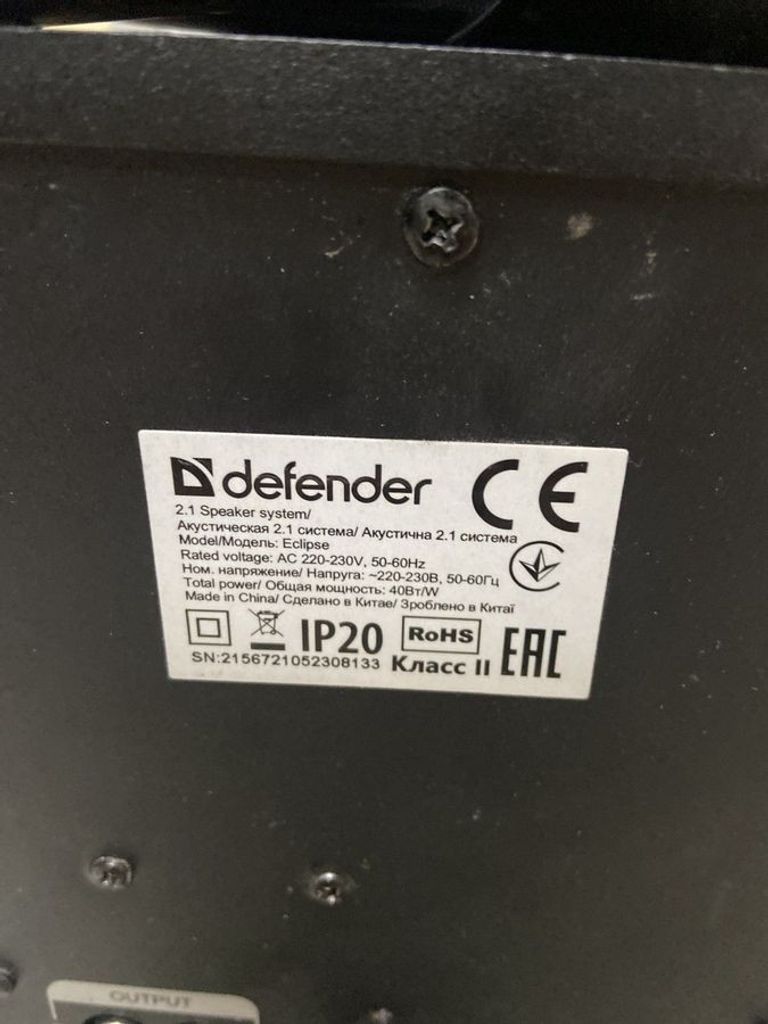 defender CE
2.1 Speaker system/
Акустическая 2.1 система/ Акустична 2.1 система
Model/Модель: Eclipse
Rated voltage: AC 220-230V, 50-60Hz
Ном. напряжение/ Напруга: ~220-230В, 50-60Гц
Total power/ Общая мощность: 40Вт/W
Made in China/ Сделано в Китае/ Зроблено в Китаї
IP20 RoHS EAC
SN:2156721052308133 Класс II
OUTPUT